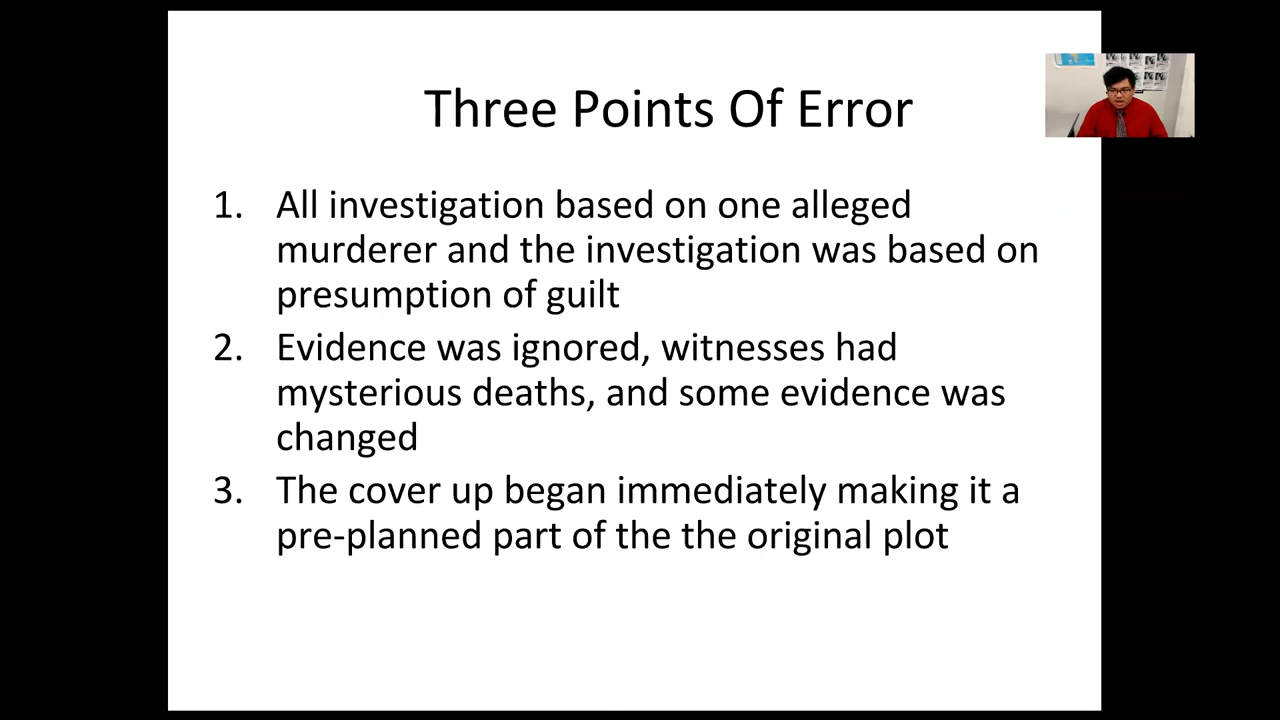 Three Points Of Error
1. All investigation based on one alleged
murderer and the investigation was based on
presumption of guilt
2. Evidence was ignored, witnesses had
mysterious deaths, and some evidence was
changed
3. The cover up began immediately making it a
pre-planned part of the the original plot